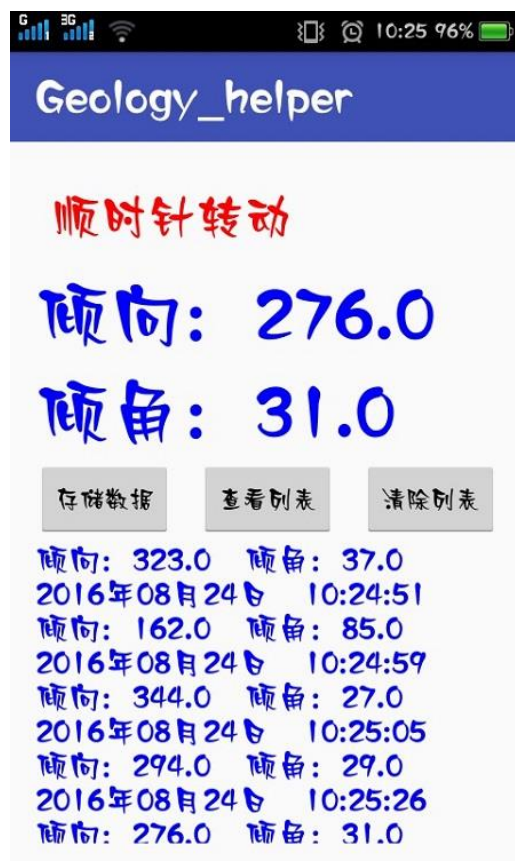 G 3G 10:25 96%
Geology_helper
顺时针转动
倾向: 276.0
倾角: 31.0
存储数据 查看列表 清除列表
倾向: 323.0 倾角: 37.0
2016年08月24日 10:24:51
倾向: 162.0 倾角: 85.0
2016年08月24日 10:24:59
倾向: 344.0 倾角: 27.0
2016年08月24日 10:25:05
倾向: 294.0 倾角: 29.0
2016年08月24日 10:25:26
倾向: 276.0 倾角: 31.0